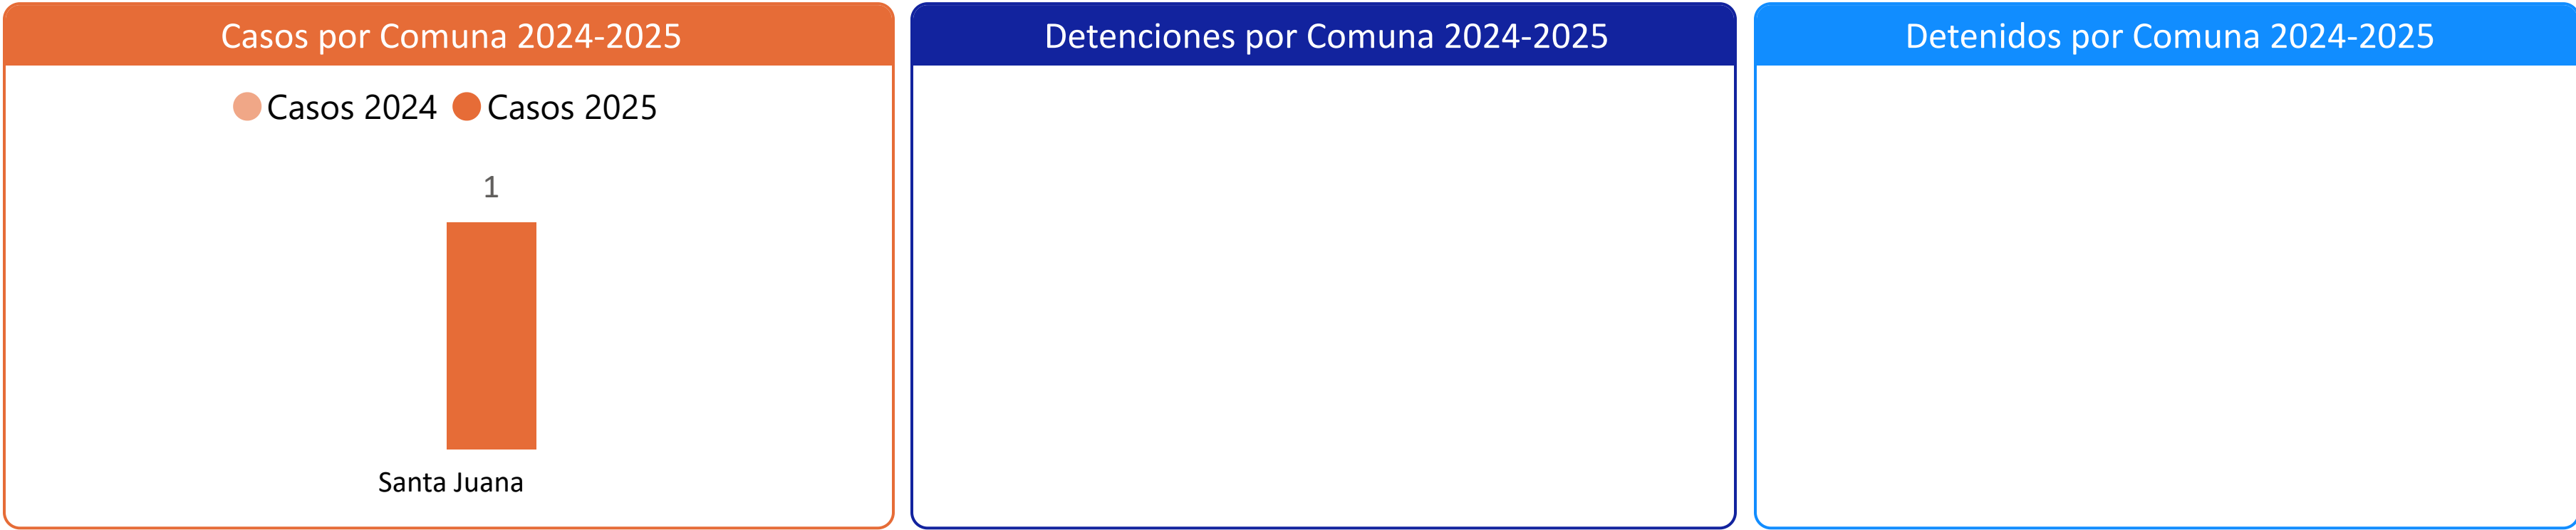 Casos por Comuna 2024-2025
Casos 2024 Casos 2025
1
Santa Juana
Detenciones por Comuna 2024-2025
Detenidos por Comuna 2024-2025